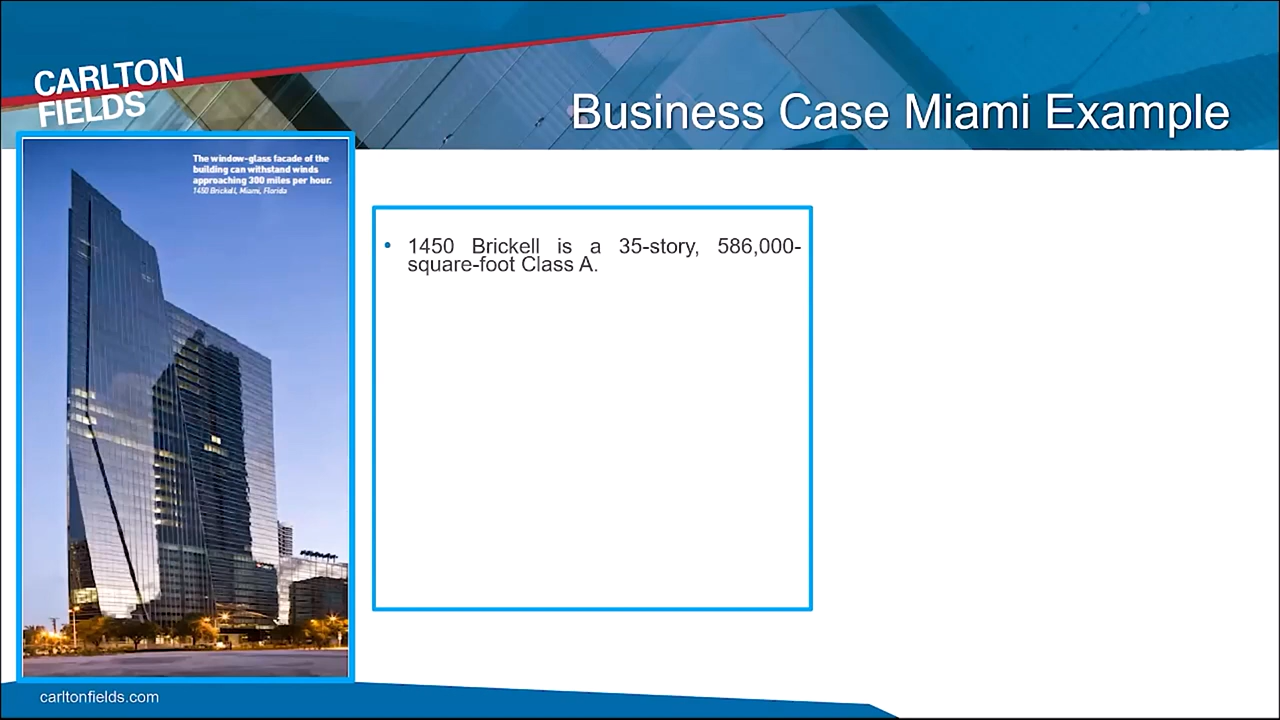 CARLTON
FIELDS
Business Case Miami Example
The window-glass facade of the
building can withstand winds
approaching 300 miles per hour.
1450 Brickell, Miami, Florida
• 1450 Brickell is a 35-story, 586,000-
square-foot Class A.
carltonfields.com